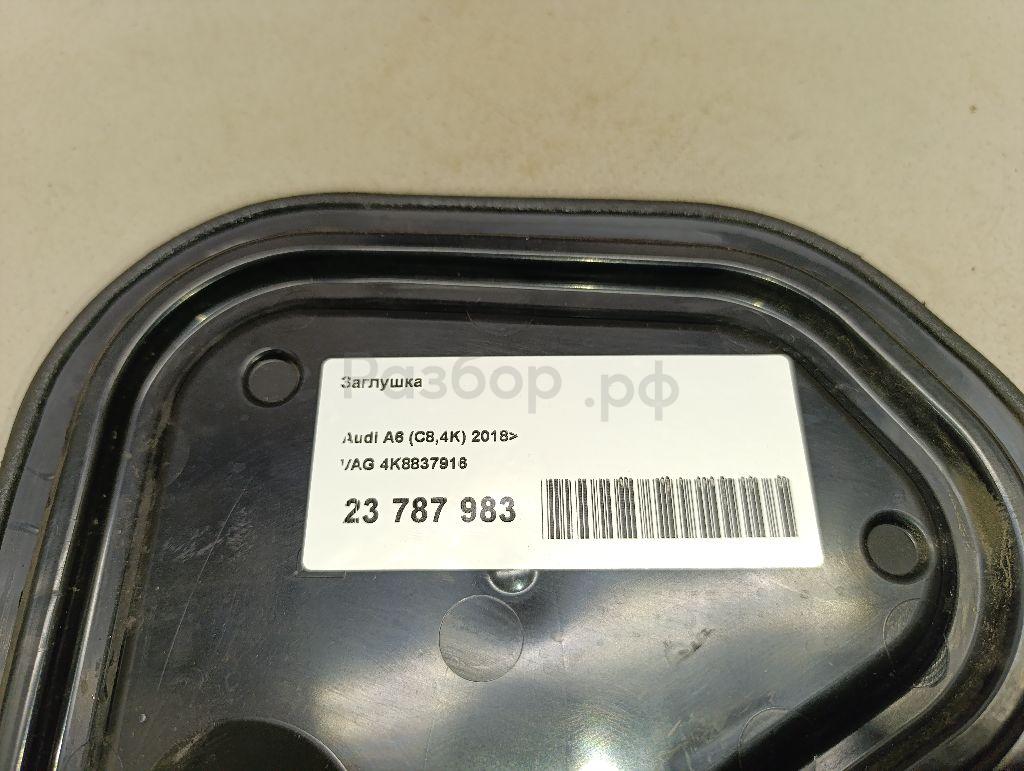 Заглушка
Разбор.рф
Audi A6 (C8,4K) 2018>
VAG 4K8837916
23 787 983